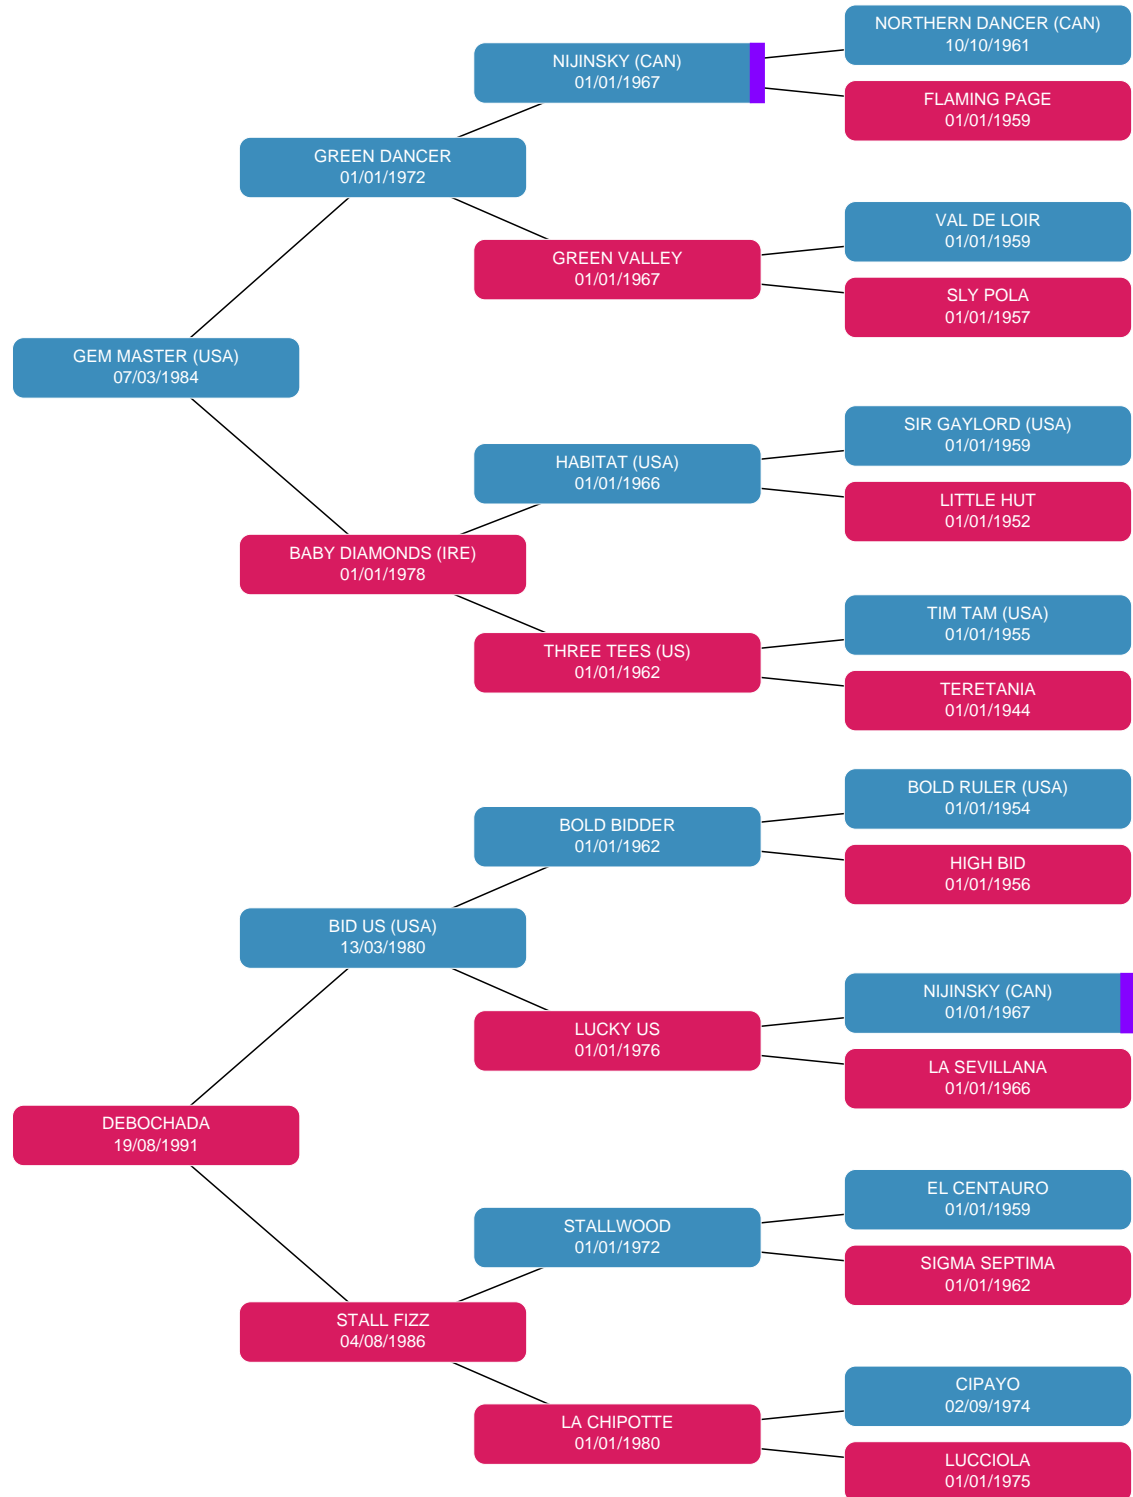 NORTHERN DANCER (CAN)
10/10/1961
NIJINSKY (CAN)
01/01/1967
FLAMING PAGE
01/01/1959
GREEN DANCER
01/01/1972
VAL DE LOIR
01/01/1959
GREEN VALLEY
01/01/1967
SLY POLA
01/01/1957
GEM MASTER (USA)
07/03/1984
SIR GAYLORD (USA)
01/01/1959
HABITAT (USA)
01/01/1966
LITTLE HUT
01/01/1952
BABY DIAMONDS (IRE)
01/01/1978
TIM TAM (USA)
01/01/1955
THREE TEES (US)
01/01/1962
TERETANIA
01/01/1944
BOLD RULER (USA)
01/01/1954
BOLD BIDDER
01/01/1962
HIGH BID
01/01/1956
BID US (USA)
13/03/1980
NIJINSKY (CAN)
01/01/1967
LUCKY US
01/01/1976
LA SEVILLANA
01/01/1966
DEBOCHADA
19/08/1991
EL CENTAURO
01/01/1959
STALLWOOD
01/01/1972
SIGMA SEPTIMA
01/01/1962
STALL FIZZ
04/08/1986
CIPAYO
02/09/1974
LA CHIPOTTE
01/01/1980
LUCCIOLA
01/01/1975